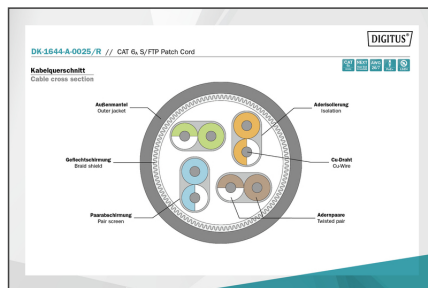 DIGITUS®
DK-1644-A-0025/R // CAT 6A S/FTP Patch Cord
Kabelquerschnitt
Cable cross section
Außenmantel
Outer jacket
Aderisolierung
Isolation
Geflechtschirmung
Braid shield
Cu-Draht
Cu-Wire
Paarabschirmung
Pair screen
Adernpaare
Twisted pair